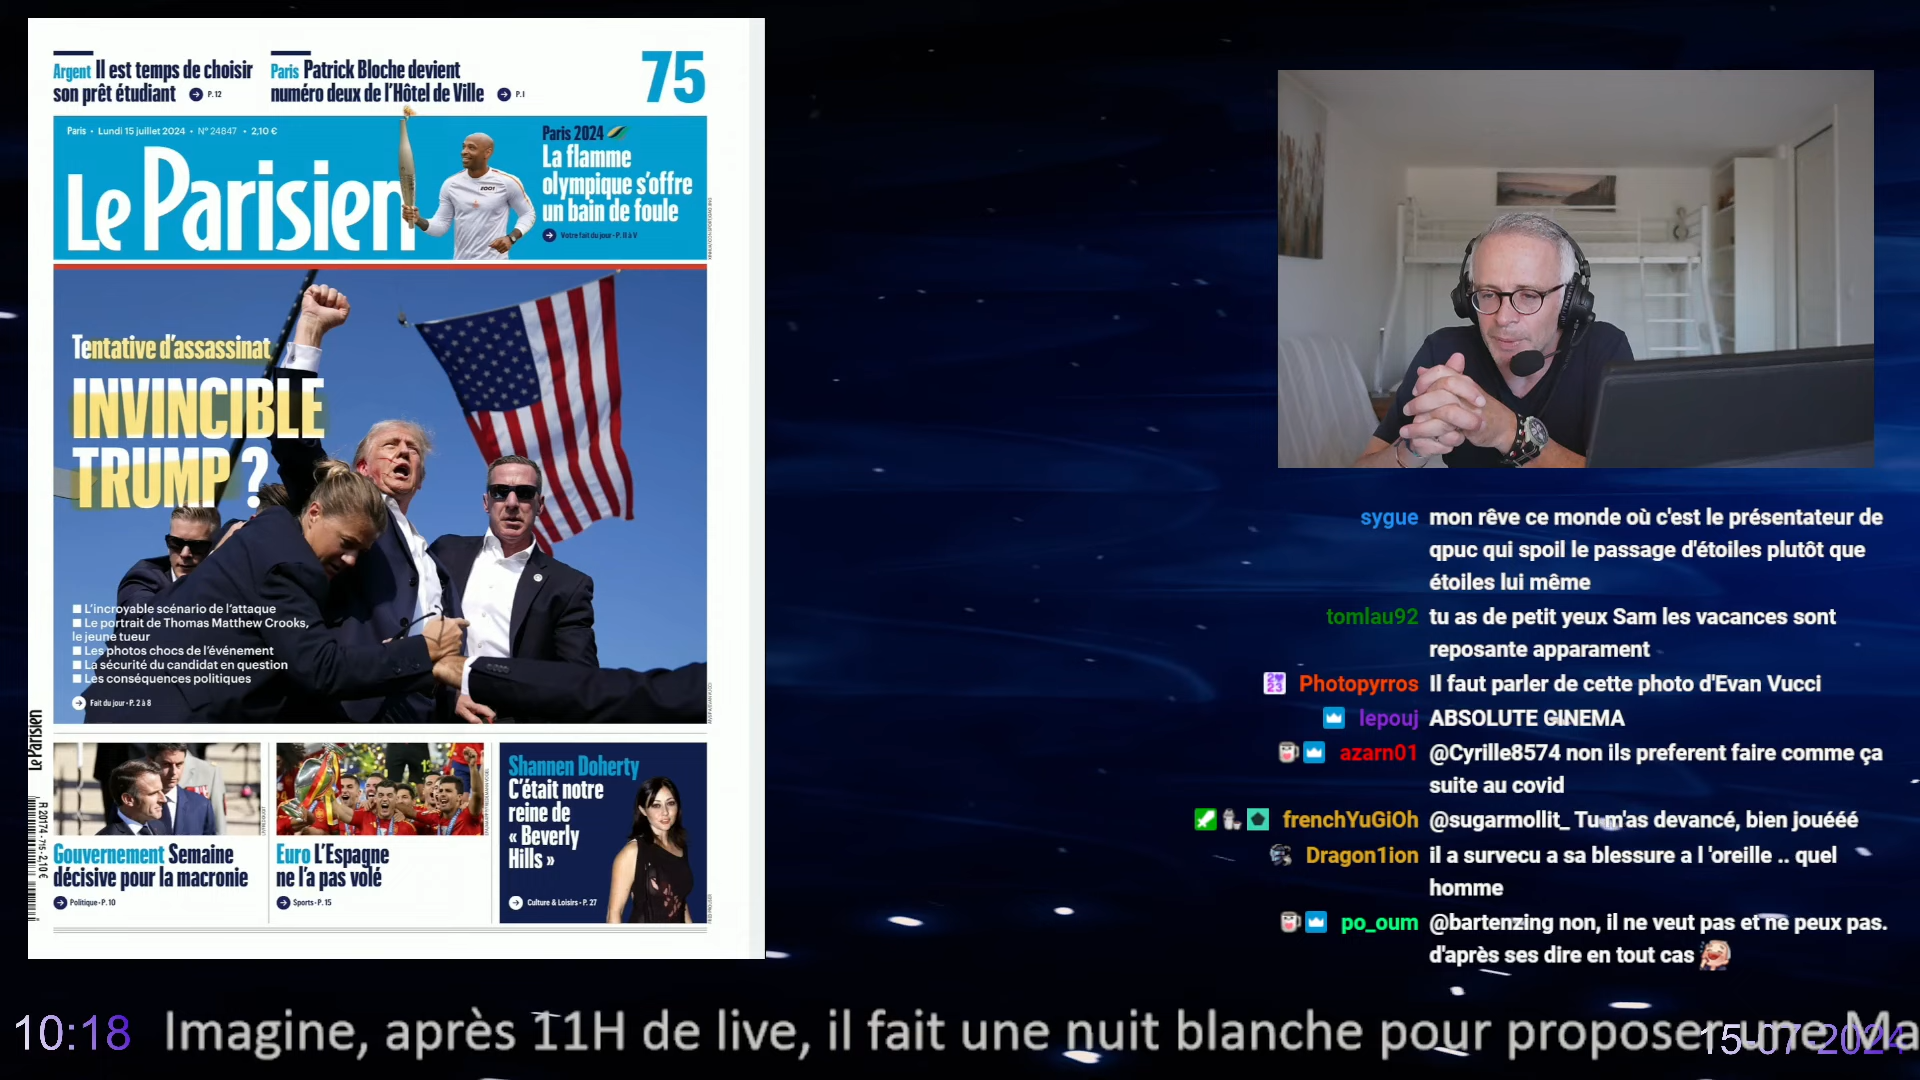 Argent Il est temps de choisir
son prêt étudiant P.12
Paris Patrick Bloche devient
numéro deux de l'Hôtel de Ville P.I
75
Paris • Lundi 15 juillet 2024 • N° 24847 • 2,10 €
Le Parisien
Paris 2024
La flamme
olympique s'offre
un bain de foule
Votre fait du jour • P. II à V
Tentative d'assassinat
INVINCIBLE
TRUMP ?
■ L'incroyable scénario de l'attaque
■ Le portrait de Thomas Matthew Crooks,
le jeune tueur
■ Les photos chocs de l'événement
■ La sécurité du candidat en question
■ Les conséquences politiques
Fait du jour • P. 2 à 8
Le Parisien
Gouvernement Semaine
décisive pour la macronie
Politique • P. 10
Euro L'Espagne
ne l'a pas volé
Sports • P. 15
Shannen Doherty
C'était notre
reine de
« Beverly
Hills »
Culture & Loisirs • P. 27
sygue mon rêve ce monde où c'est le présentateur de
qpuc qui spoil le passage d'étoiles plutôt que
étoiles lui même
tomlau92 tu as de petit yeux Sam les vacances sont
reposante apparament
Photopyrros Il faut parler de cette photo d'Evan Vucci
lepouj ABSOLUTE CINEMA
azarn01 @Cyrille8574 non ils preferent faire comme ça
suite au covid
frenchYuGiOh @sugarmollit_ Tu m'as devancé, bien jouééé
Dragon1ion il a survecu a sa blessure a l 'oreille .. quel
homme
po_oum @bartenzing non, il ne veut pas et ne peux pas.
d'après ses dire en tout cas
10:18 Imagine, après 11H de live, il fait une nuit blanche pour proposer une Ma
15-07-2024